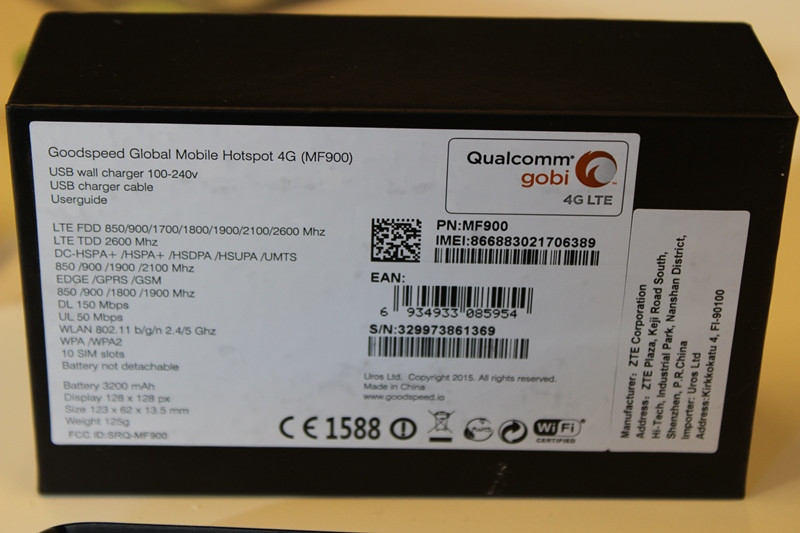 Goodspeed Global Mobile Hotspot 4G (MF900)
USB wall charger 100-240v
USB charger cable
Userguide
Qualcomm®
gobi™
4G LTE
LTE FDD 850/900/1700/1800/1900/2100/2600 Mhz
LTE TDD 2600 Mhz
DC-HSPA+ /HSPA+ /HSDPA /HSUPA /UMTS
850 /900 /1900 /2100 Mhz
EDGE /GPRS /GSM
850 /900 /1800 /1900 Mhz
DL 150 Mbps
UL 50 Mbps
WLAN 802.11 b/g/n 2.4/5 Ghz
WPA /WPA2
10 SIM slots
Battery not detachable
Battery 3200 mAh
Display 128 x 128 px
Size 123 x 62 x 13.5 mm
Weight 125g
FCC ID:SRQ-MF900
PN:MF900
IMEI:866883021706389
EAN:
6 934933 085954
S/N:329973861369
Uros Ltd. Copyright 2015. All rights reserved.
Made in China
www.goodspeed.io
CE 1588
Wi Fi
CERTIFIED
Manufacturer: ZTE Corporation
Address: ZTE Plaza, Keji Road South,
Hi-Tech, Industrial Park, Nanshan District,
Shenzhen, P.R.China
Importer: Uros Ltd
Address:Kirkkokatu 4, FI-90100